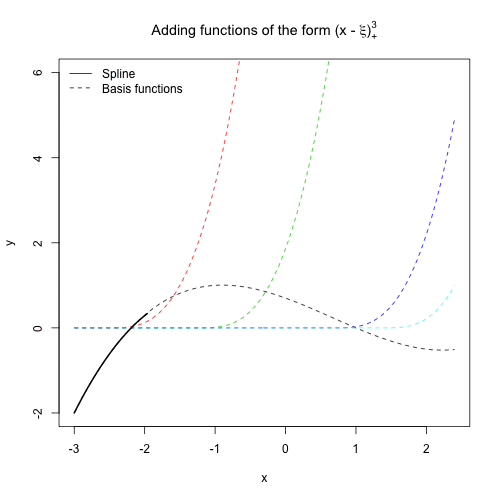 Adding functions of the form (x - ξ)³₊
6
4
2
0
-2
Spline
Basis functions
y
-3 -2 -1 0 1 2
x